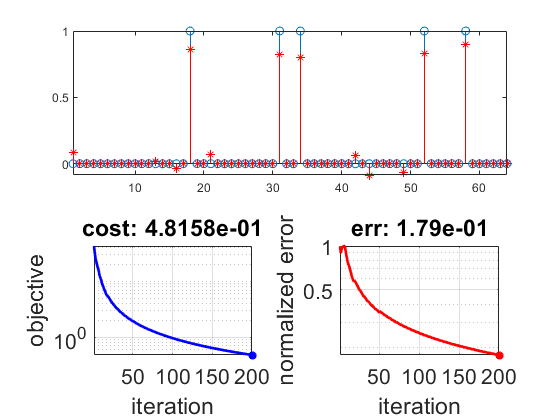 1
0.5
0
10 20 30 40 50 60
cost: 4.8158e-01
objective
10^0
50 100 150 200
iteration
err: 1.79e-01
normalized error
1
0.5
50 100 150 200
iteration